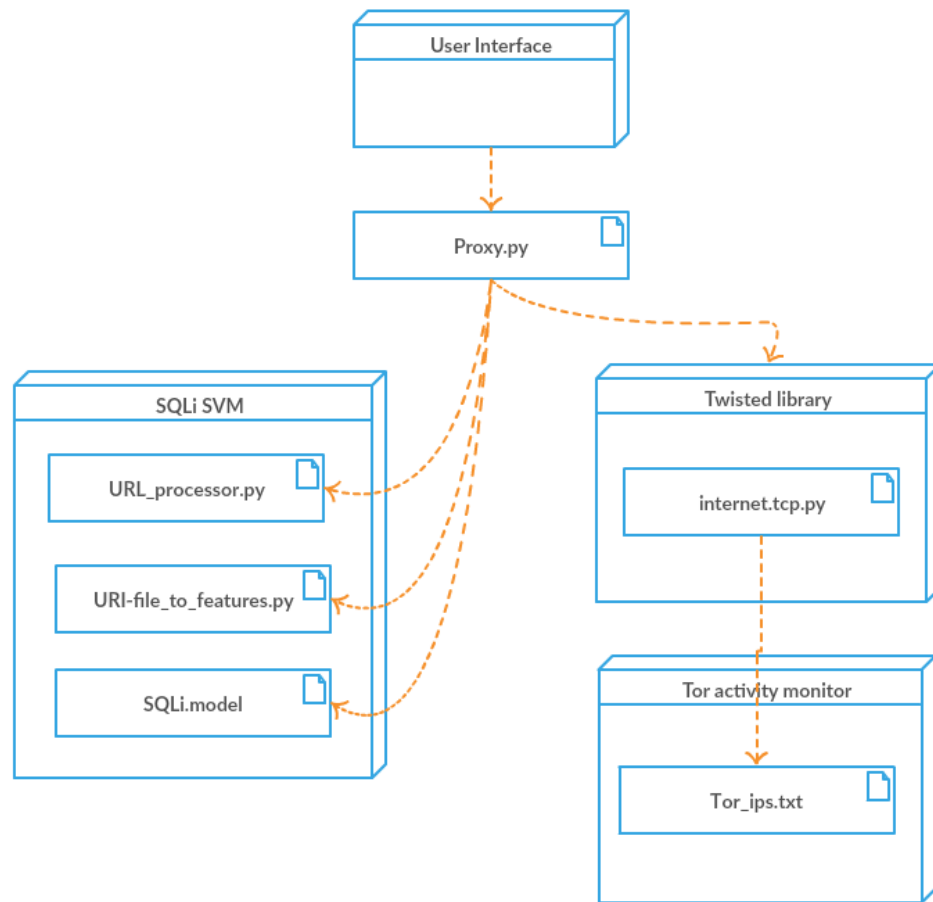 User Interface
Proxy.py
SQLi SVM
URL_processor.py
URI-file_to_features.py
SQLi.model
Twisted library
internet.tcp.py
Tor activity monitor
Tor_ips.txt